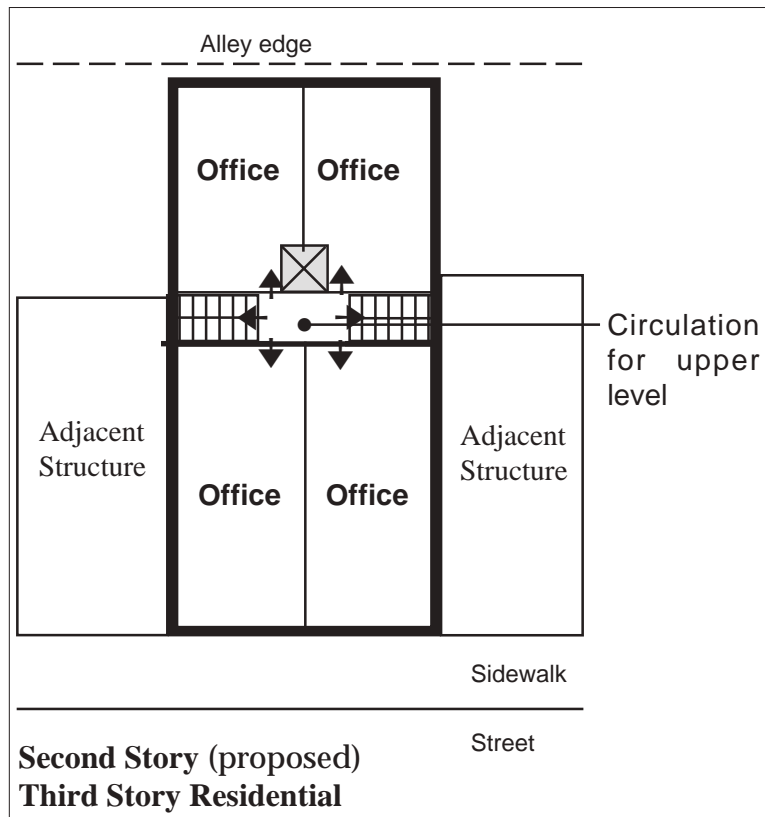 Alley edge
Office Office
Circulation
for upper
level
Adjacent
Structure
Adjacent
Structure
Office Office
Sidewalk
Street
Second Story (proposed)
Third Story Residential